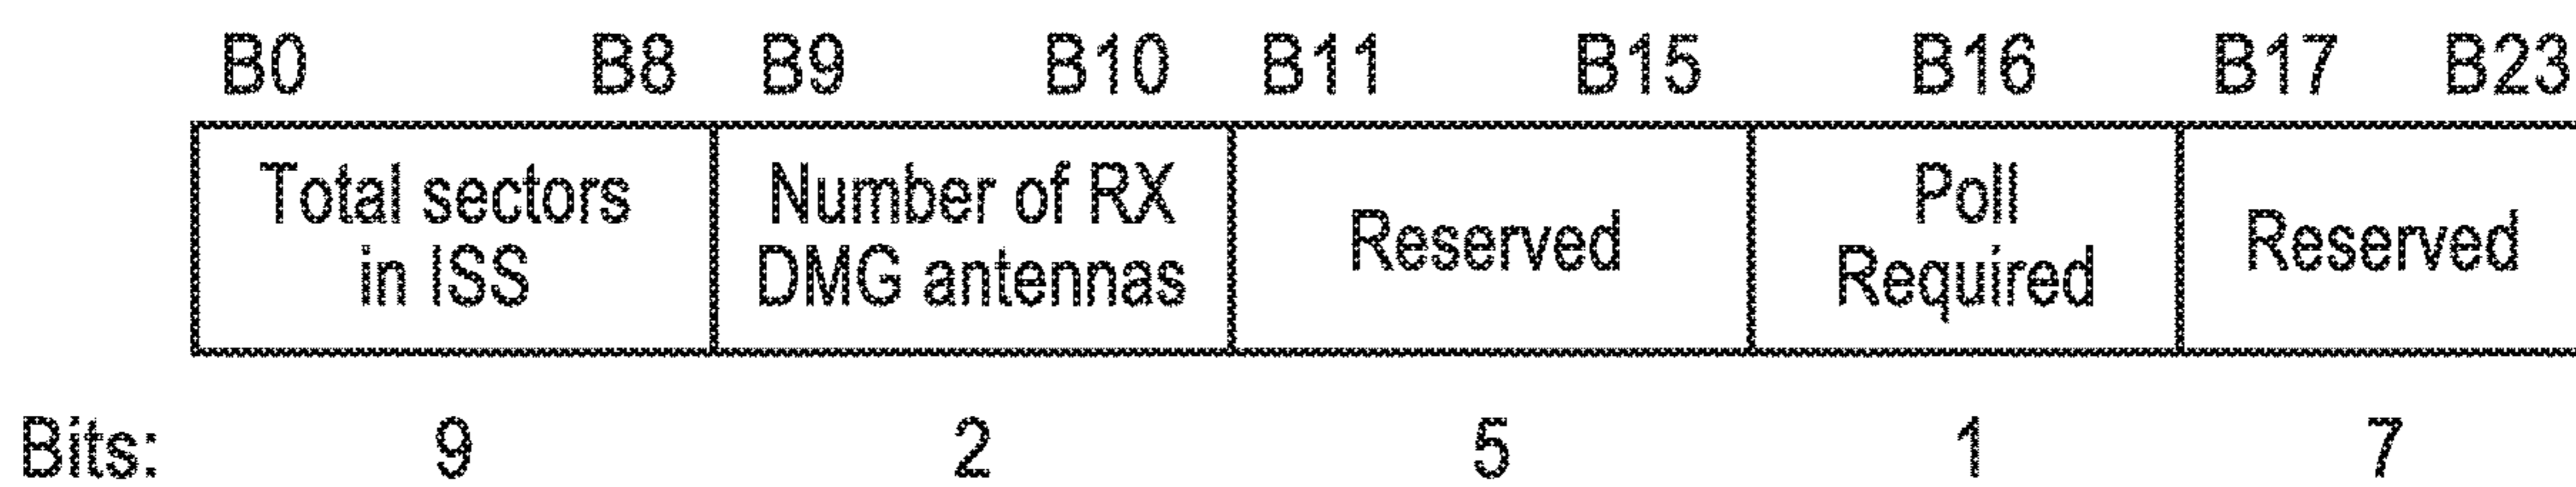 B0 B8 B9 B10 B11 B15 B16 B17 B23
Total sectors
in ISS
Number of RX
DMG antennas
Reserved
Poll
Required
Reserved
Bits: 9 2 5 1 7